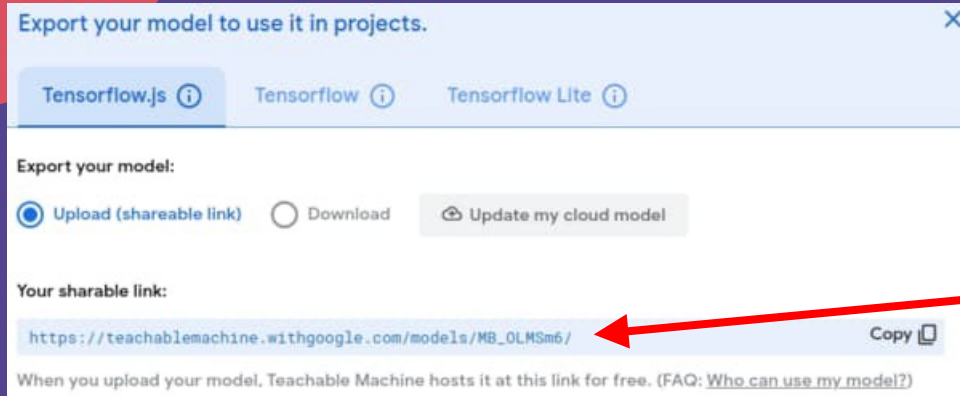 Export your model to use it in projects.
Tensorflow.js Tensorflow Tensorflow Lite
Export your model:
Upload (shareable link) Download Update my cloud model
Your sharable link:
https://teachablemachine.withgoogle.com/models/MB_OLMSm6/ Copy
When you upload your model, Teachable Machine hosts it at this link for free. (FAQ: Who can use my model?)